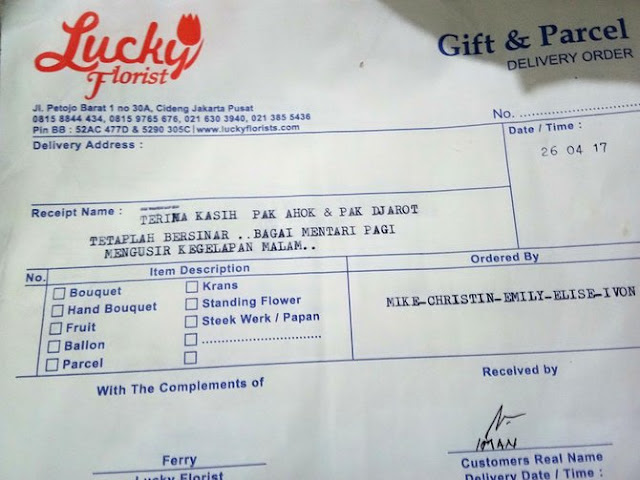 Lucky
Florist
Gift & Parcel
DELIVERY ORDER
Jl. Petojo Barat 1 no 30A, Cideng Jakarta Pusat
0815 8844 434, 0815 9765 676, 021 630 3940, 021 385 5436
Pin BB : 52AC 477D & 5290 305C | www.luckyflorists.com
No. ..............................
Delivery Address :
Date / Time :
26 04 17
Receipt Name : TERIMA KASIH PAK AHOK & PAK DJAROT
TETAPLAH BERSINAR ..BAGAI MENTARI PAGI
MENGUSIR KEGELAPAN MALAM..
No. Item Description
Ordered By
Bouquet
Hand Bouquet
Fruit
Ballon
Parcel
Krans
Standing Flower
Steek Werk / Papan
..............................
MIKE-CHRISTIN-EMILY-ELISE-IVON
With The Complements of
Received by
IMAN
Ferry
Lucky Florist
Customers Real Name
Delivery Date / Time :